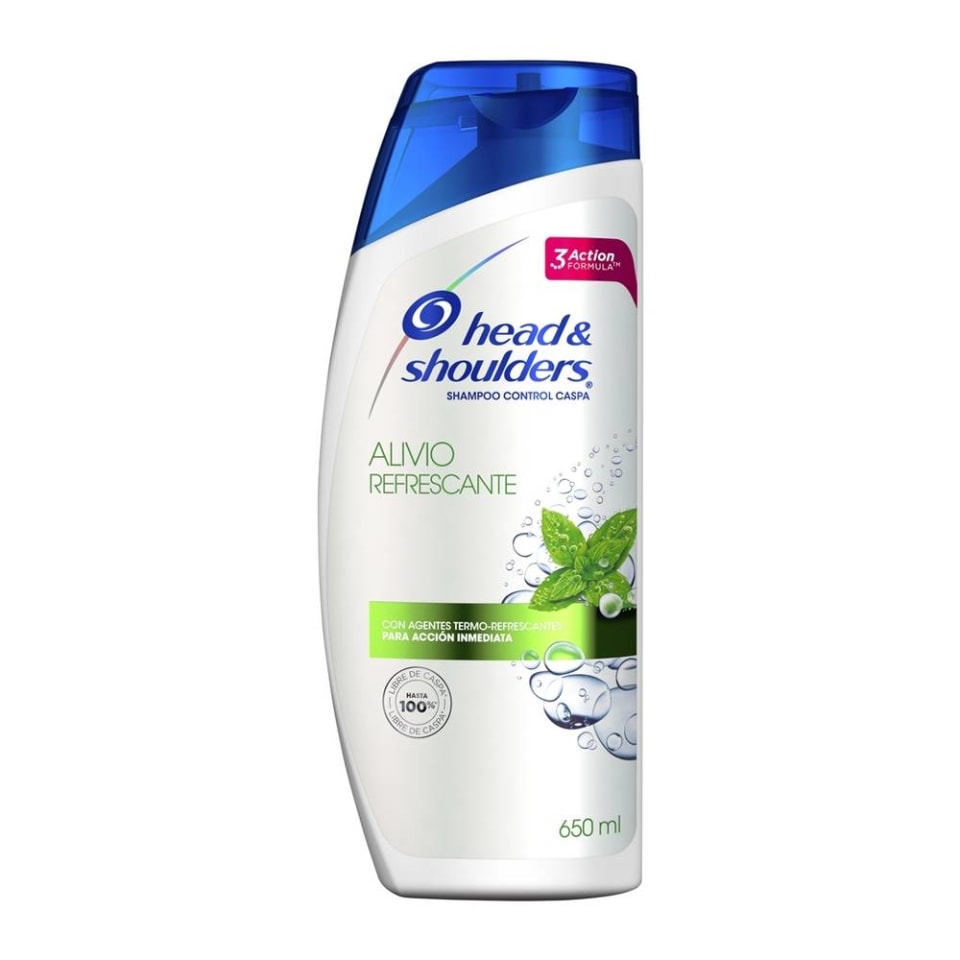 3 Action
FORMULA™
head &
shoulders®
SHAMPOO CONTROL CASPA
ALIVIO
REFRESCANTE
CON AGENTES TERMO-REFRESCANTES
PARA ACCIÓN INMEDIATA
LIBRE DE CASPA*
HASTA
100%*
LIBRE DE CASPA*
650 ml